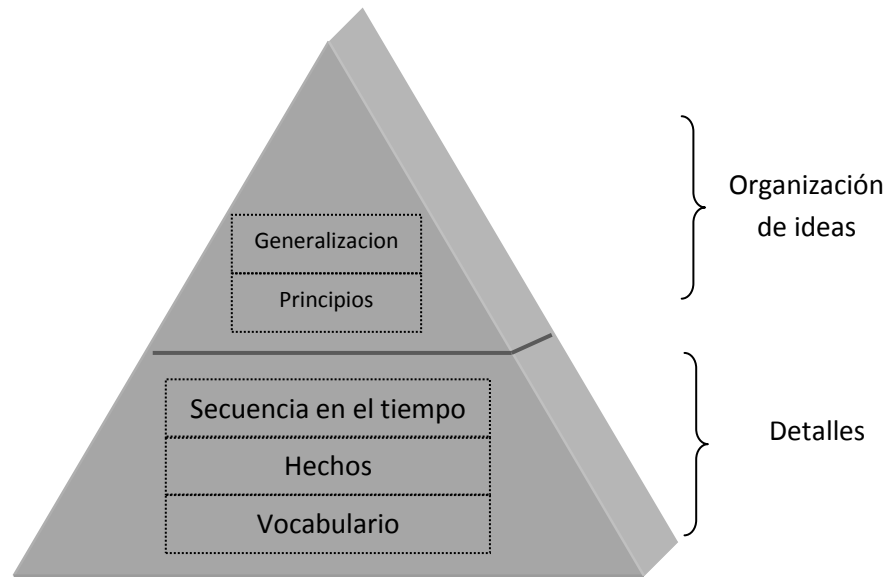 Organización
de ideas
Generalizacion
Principios
Secuencia en el tiempo
Detalles
Hechos
Vocabulario